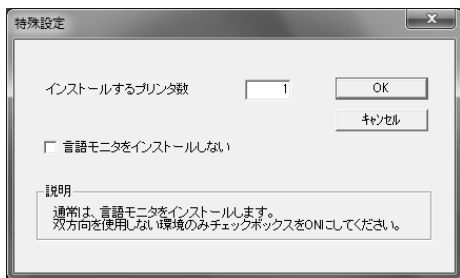 特殊設定
インストールするプリンタ数
1
OK
キャンセル
言語モニタをインストールしない
説明
通常は、言語モニタをインストールします。
双方向を使用しない環境のみチェックボックスをONにしてください。